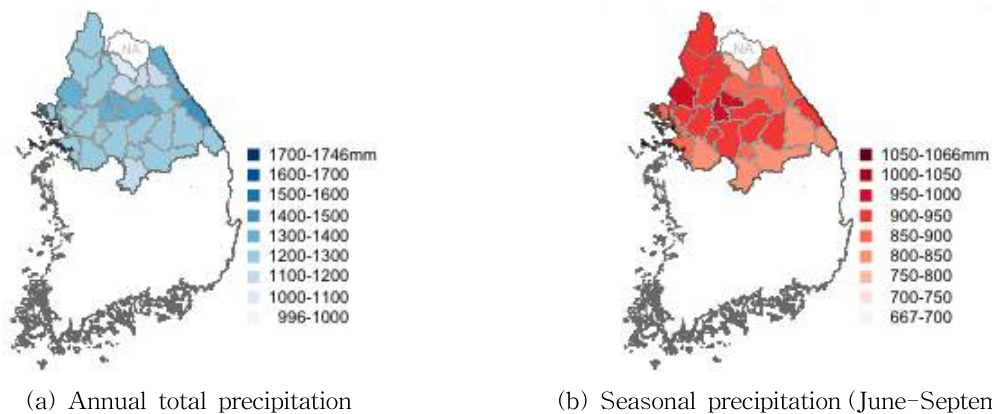 NA
1700-1746mm
1600-1700
1500-1600
1400-1500
1300-1400
1200-1300
1100-1200
1000-1100
996-1000
(a) Annual total precipitation
NA
1050-1066mm
1000-1050
950-1000
900-950
850-900
800-850
750-800
700-750
667-700
(b) Seasonal precipitation (June-Septem